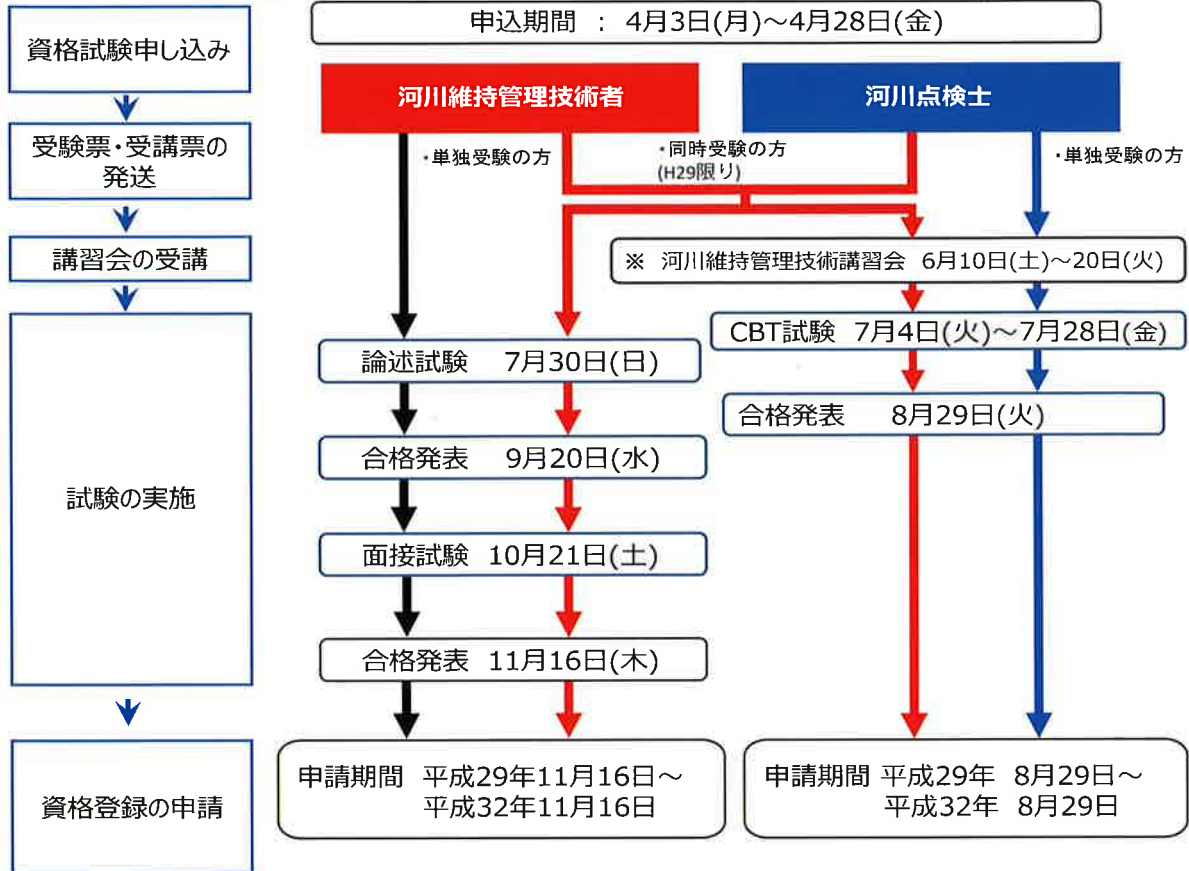 資格試験申し込み
申込期間 : 4月3日(月)～4月28日(金)
河川維持管理技術者
河川点検士
受験票・受講票の
発送
・単独受験の方
・同時受験の方
(H29限り)
・単独受験の方
講習会の受講
※ 河川維持管理技術講習会 6月10日(土)～20日(火)
CBT試験 7月4日(火)～7月28日(金)
論述試験 7月30日(日)
合格発表 8月29日(火)
合格発表 9月20日(水)
試験の実施
面接試験 10月21日(土)
合格発表 11月16日(木)
資格登録の申請
申請期間 平成29年11月16日～
平成32年11月16日
申請期間 平成29年 8月29日～
平成32年 8月29日